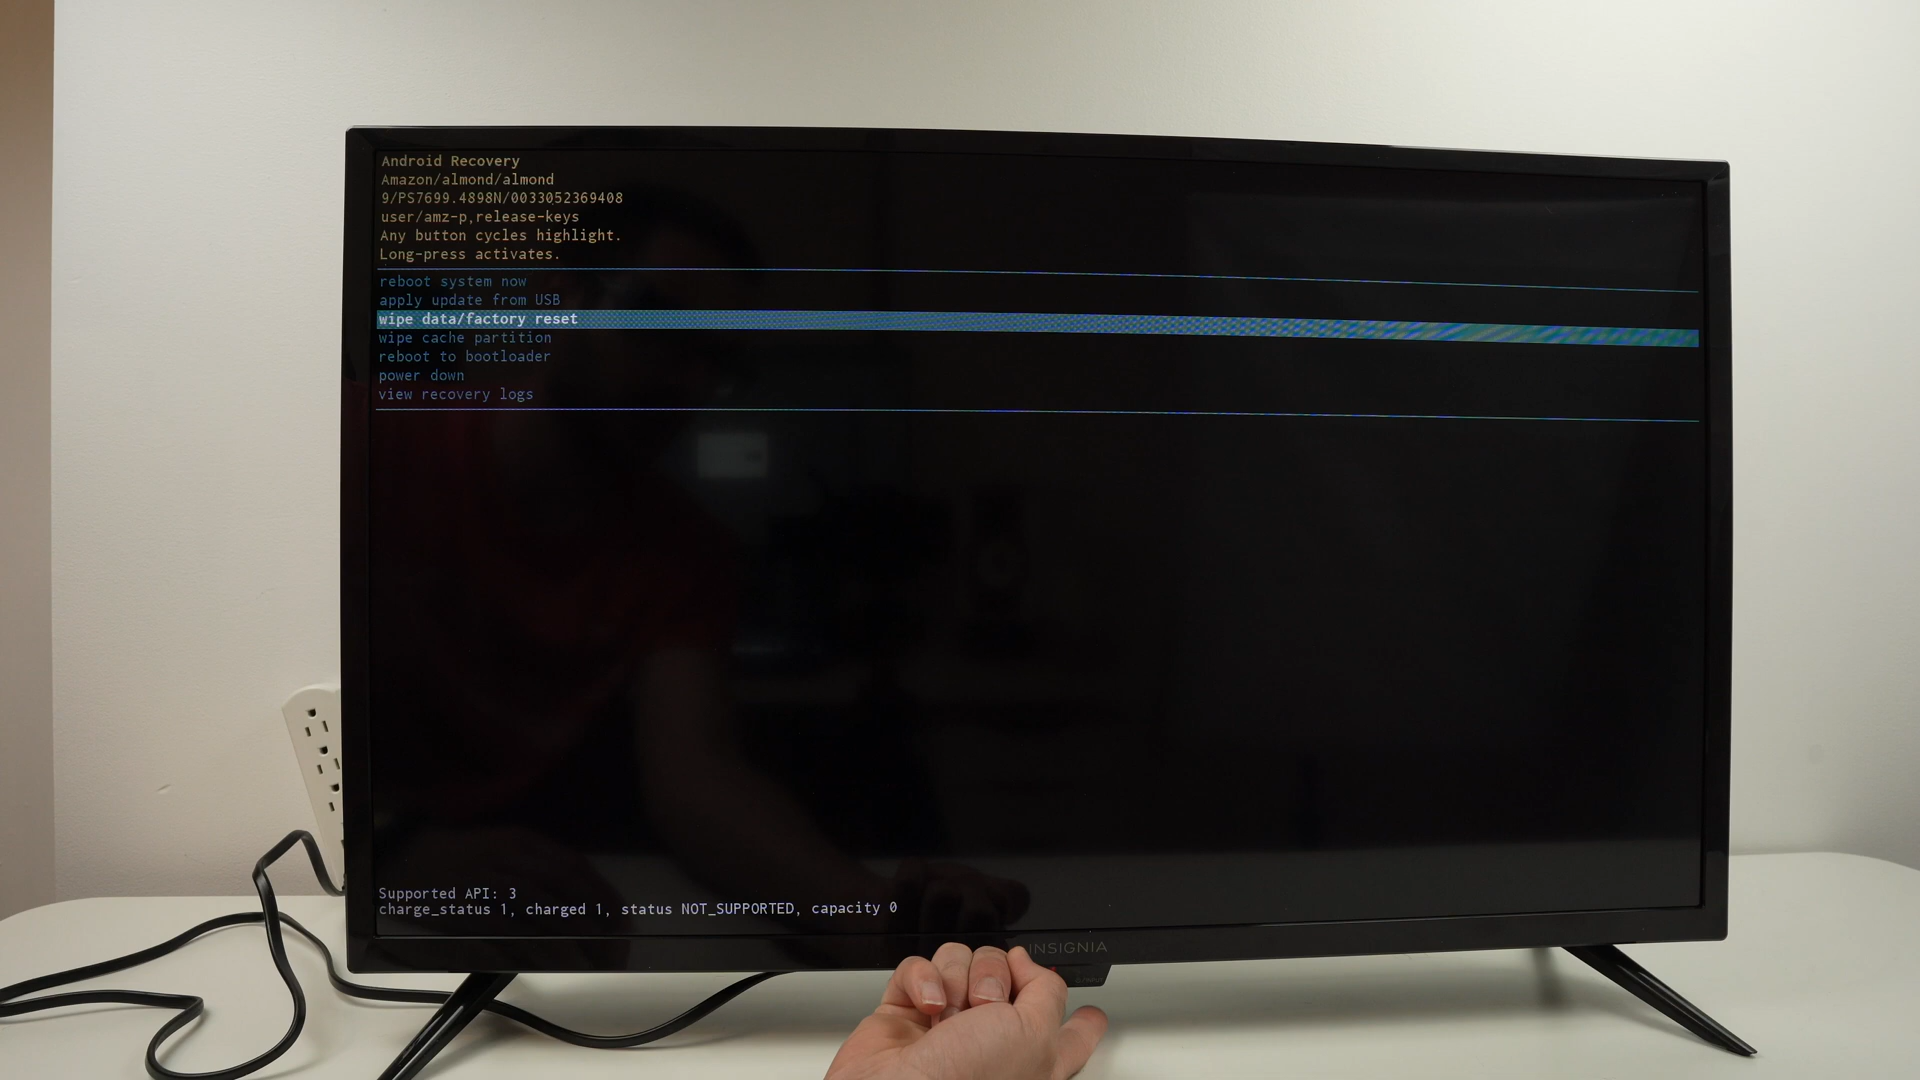 Android Recovery
Amazon/almond/almond
9/PS7699.4898N/0033052369408
user/amz-p,release-keys
Any button cycles highlight.
Long-press activates.
reboot system now
apply update from USB
wipe data/factory reset
wipe cache partition
reboot to bootloader
power down
view recovery logs
Supported API: 3
charge_status 1, charged 1, status NOT_SUPPORTED, capacity 0
INSIGNIA